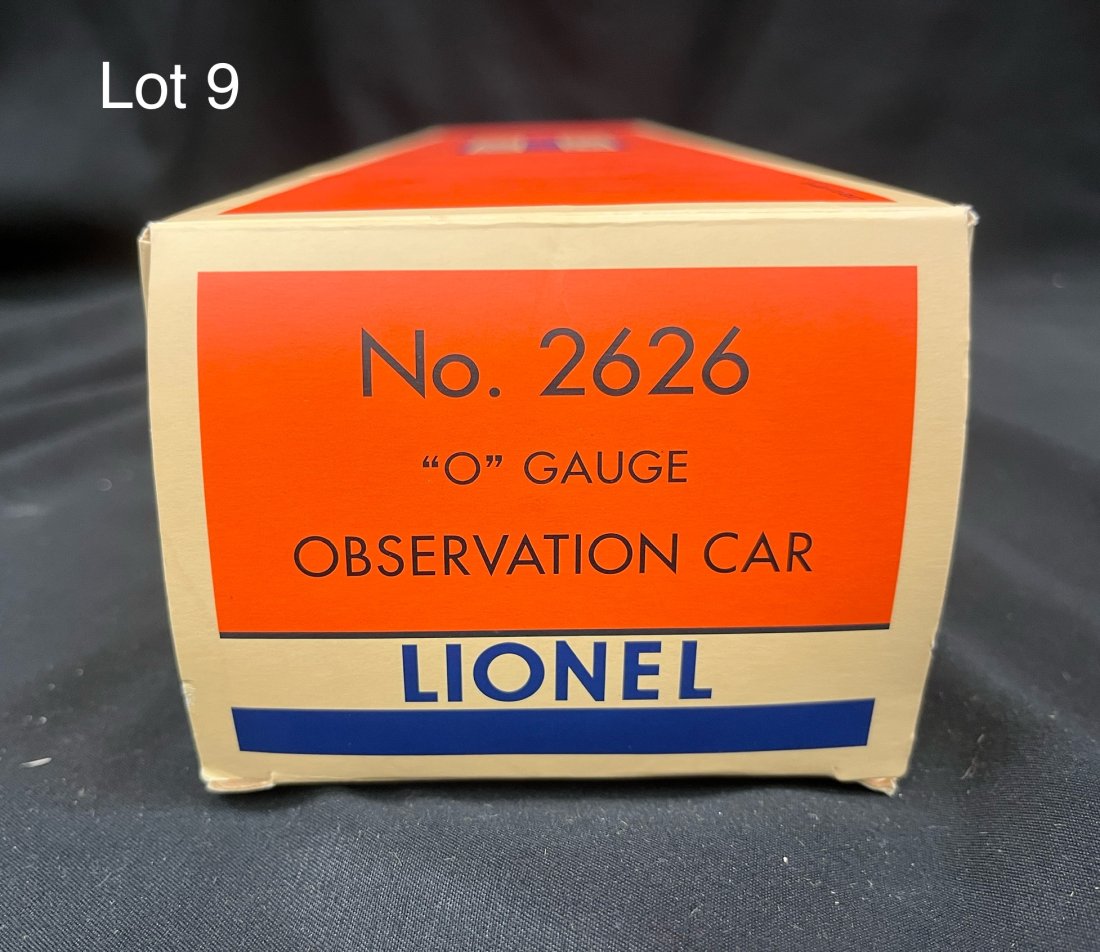 Lot 9
No. 2626
“O” GAUGE
OBSERVATION CAR
LIONEL